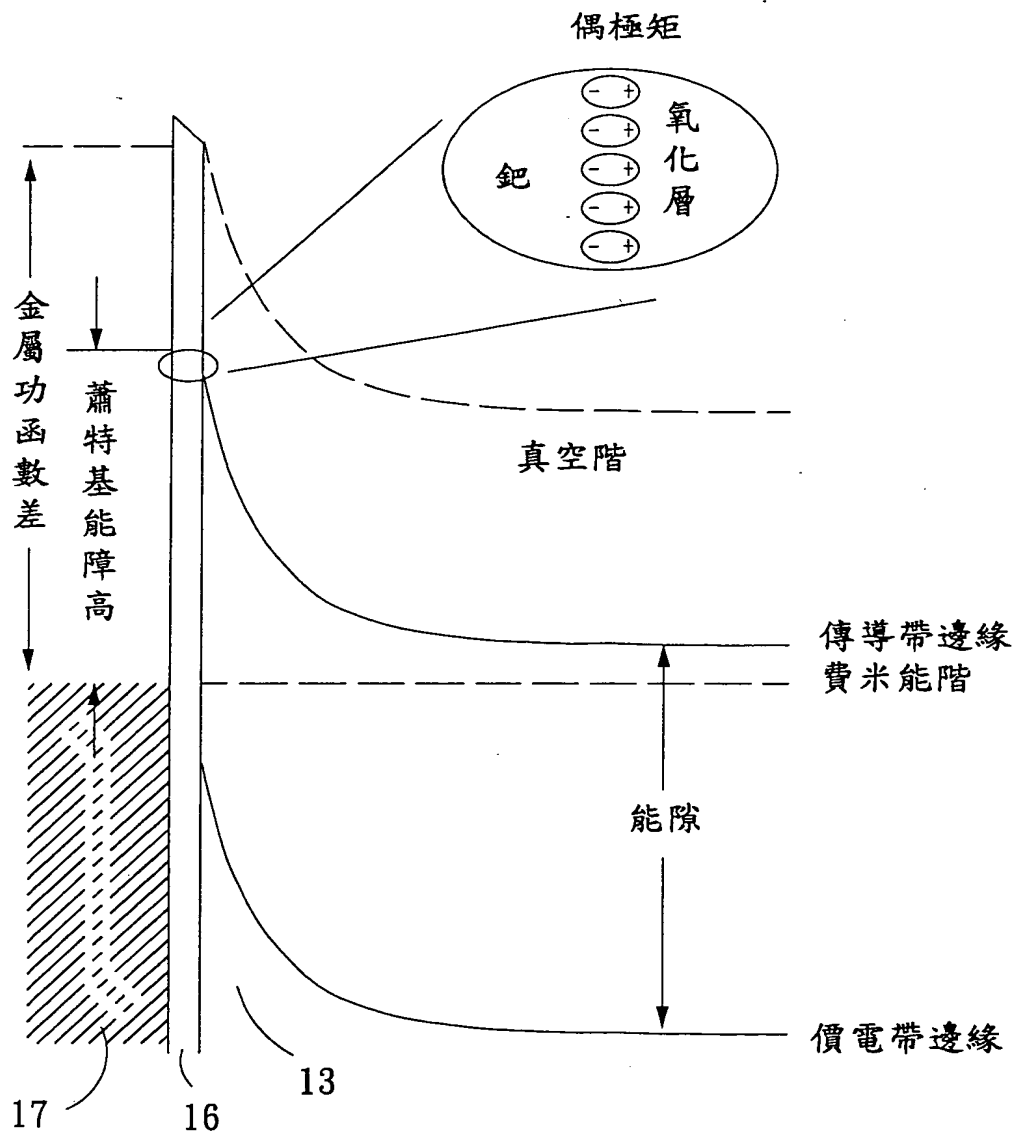 偶極矩
- +
- +
- +
- +
- +
鈀
氧化層
金屬功函數差
蕭特基能障高
真空階
傳導帶邊緣
費米能階
能隙
價電帶邊緣
13
17
16